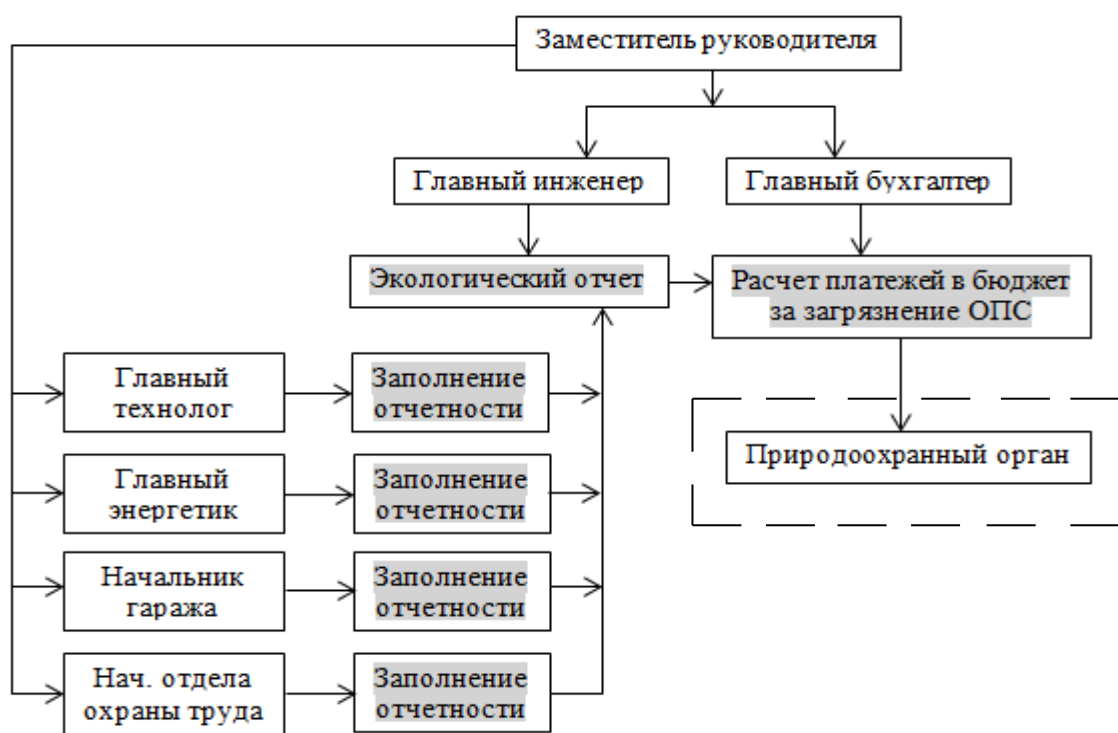 Заместитель руководителя
Главный инженер
Главный бухгалтер
Экологический отчет
Расчет платежей в бюджет
за загрязнение ОПС
Главный
технолог
Заполнение
отчетности
Природоохранный орган
Главный
энергетик
Заполнение
отчетности
Начальник
гаража
Заполнение
отчетности
Нач. отдела
охраны труда
Заполнение
отчетности